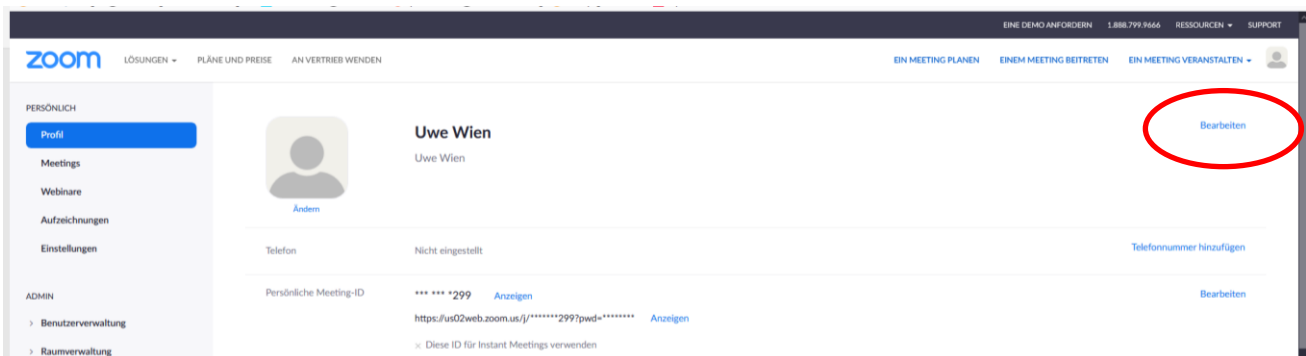 EINE DEMO ANFORDERN 1.888.799.9666 RESSOURCEN SUPPORT
zoom LÖSUNGEN PLÄNE UND PREISE AN VERTRIEB WENDEN EIN MEETING PLANEN EINEM MEETING BEITRETEN EIN MEETING VERANSTALTEN
PERSÖNLICH
Profil
Meetings
Webinare
Aufzeichnungen
Einstellungen
ADMIN
> Benutzerverwaltung
> Raumverwaltung
Ändern
Uwe Wien
Uwe Wien
Bearbeiten
Telefon Nicht eingestellt Telefonnummer hinzufügen
Persönliche Meeting-ID *** *** *299 Anzeigen Bearbeiten
https://us02web.zoom.us/j/*******299?pwd=******** Anzeigen
× Diese ID für Instant Meetings verwenden